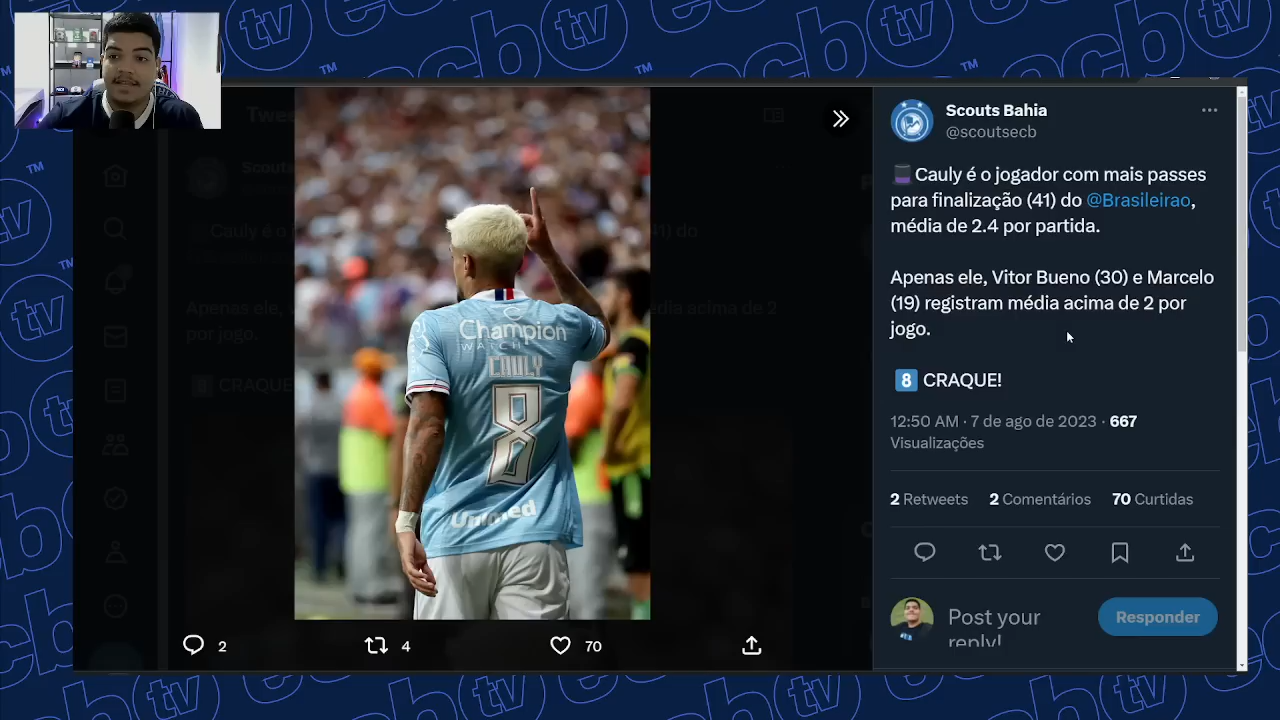 Scouts Bahia
@scoutsecb
Cauly é o jogador com mais passes
para finalização (41) do @Brasileirao,
média de 2.4 por partida.
Apenas ele, Vitor Bueno (30) e Marcelo
(19) registram média acima de 2 por
jogo.
8 CRAQUE!
12:50 AM · 7 de ago de 2023 · 667
Visualizações
2 Retweets 2 Comentários 70 Curtidas
Post your
reply!
Responder
Champion
WATCH
CAULY
8
Unimed
2 4 70
ecbtv
TM